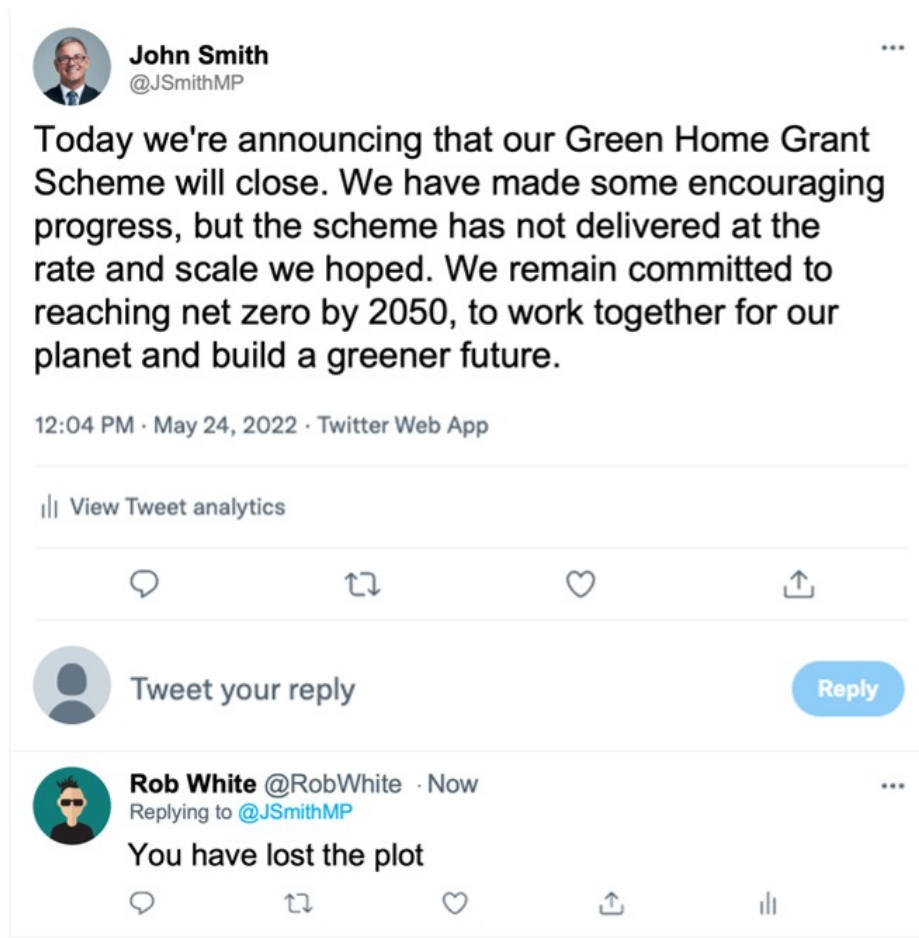 John Smith
@JSmithMP
Today we're announcing that our Green Home Grant
Scheme will close. We have made some encouraging
progress, but the scheme has not delivered at the
rate and scale we hoped. We remain committed to
reaching net zero by 2050, to work together for our
planet and build a greener future.
12:04 PM · May 24, 2022 · Twitter Web App
View Tweet analytics
Tweet your reply
Reply
Rob White @RobWhite · Now
Replying to @JSmithMP
You have lost the plot